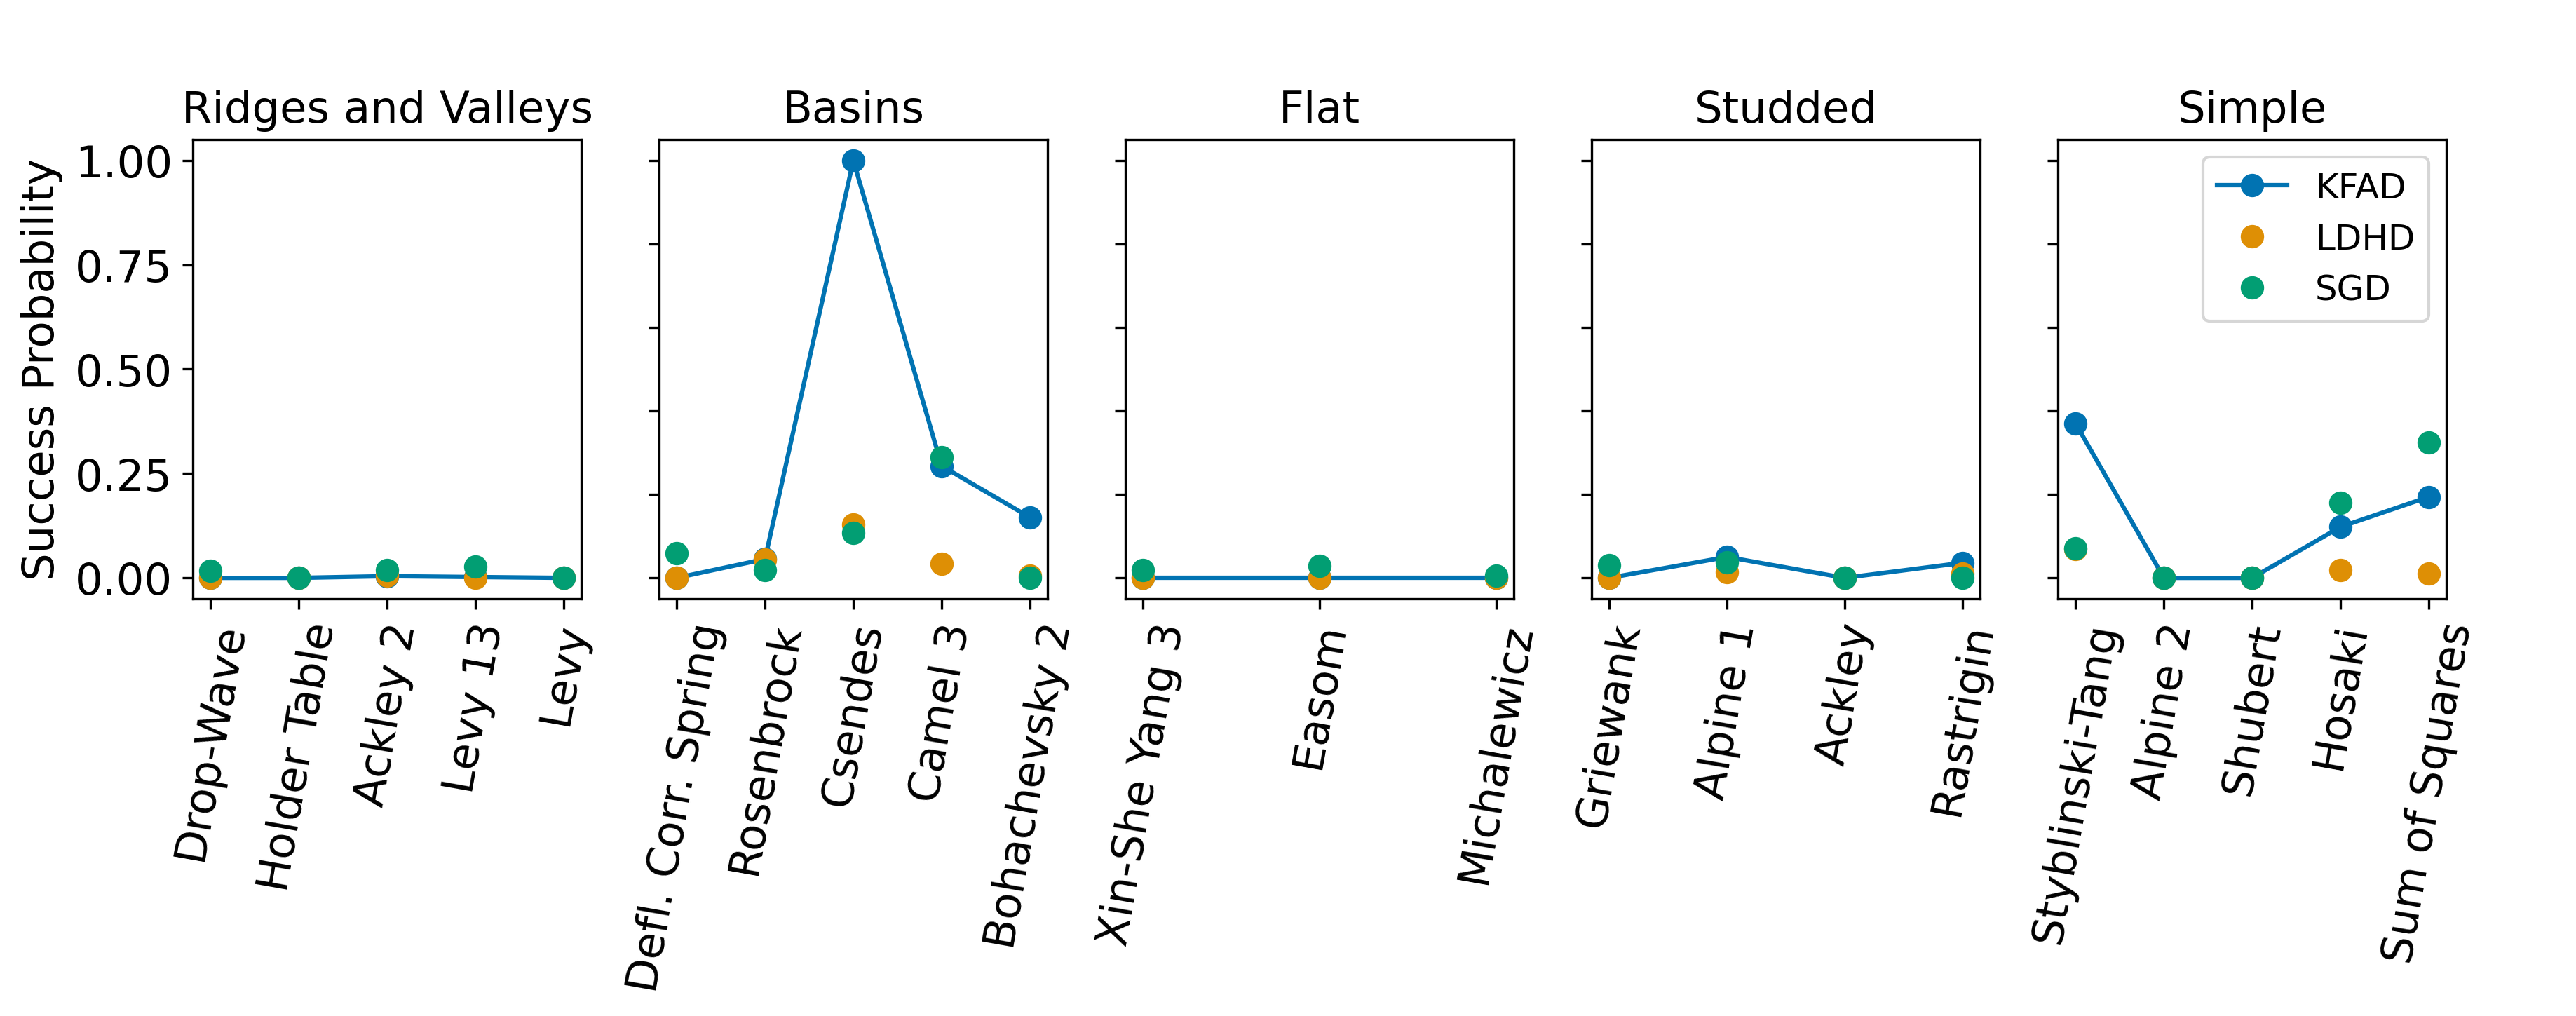 Ridges and Valleys
Basins
Flat
Studded
Simple
Success Probability
1.00
0.75
0.50
0.25
0.00
KFAD
LDHD
SGD
Drop-Wave
Holder Table
Ackley 2
Levy 13
Levy
Defl. Corr. Spring
Rosenbrock
Csendes
Camel 3
Bohachevsky 2
Xin-She Yang 3
Easom
Michalewicz
Griewank
Alpine 1
Ackley
Rastrigin
Styblinski-Tang
Alpine 2
Shubert
Hosaki
Sum of Squares